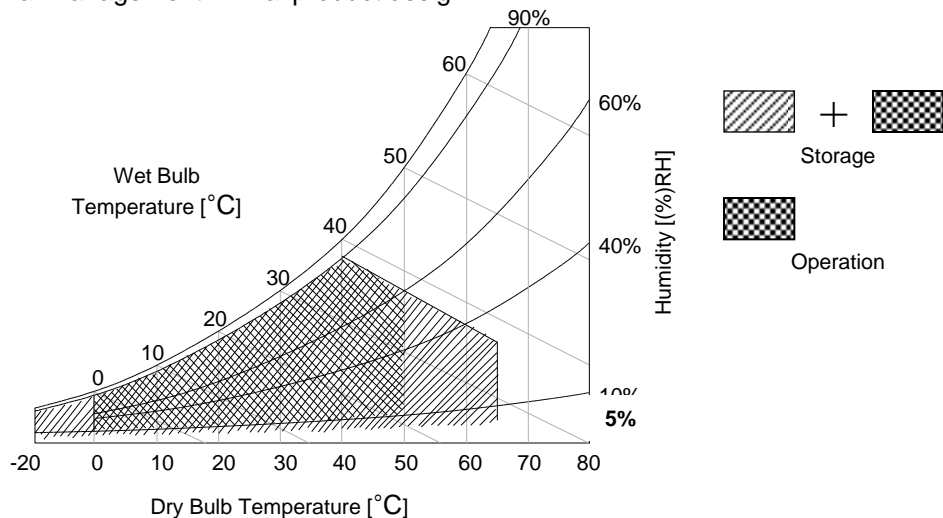 90%
60
60%
50
Wet Bulb
Temperature [°C]
40
40%
30
20
10
0
10%
5%
Humidity [(%)RH]
+
Storage
Operation
-20 0 10 20 30 40 50 60 70 80
Dry Bulb Temperature [°C]